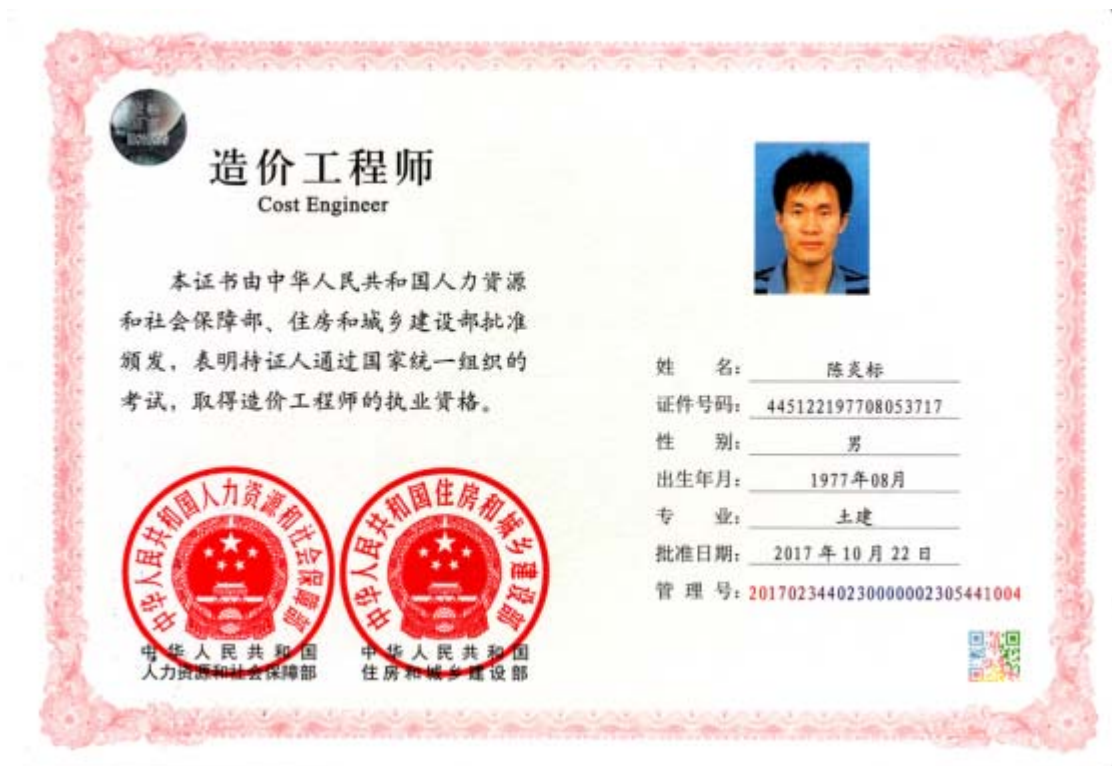 造价工程师
Cost Engineer
本证书由中华人民共和国人力资源
和社会保障部、住房和城乡建设部批准
颁发，表明持证人通过国家统一组织的
考试，取得造价工程师的执业资格。
中华人民共和国人力资源和社会保障部
中华人民共和国住房和城乡建设部
中华人民共和国
人力资源和社会保障部
中华人民共和国
住房和城乡建设部
姓 名：陈炎标
证件号码：445122197708053717
性 别：男
出生年月：1977年08月
专 业：土建
批准日期：2017年10月22日
管 理 号：2017023440230000002305441004